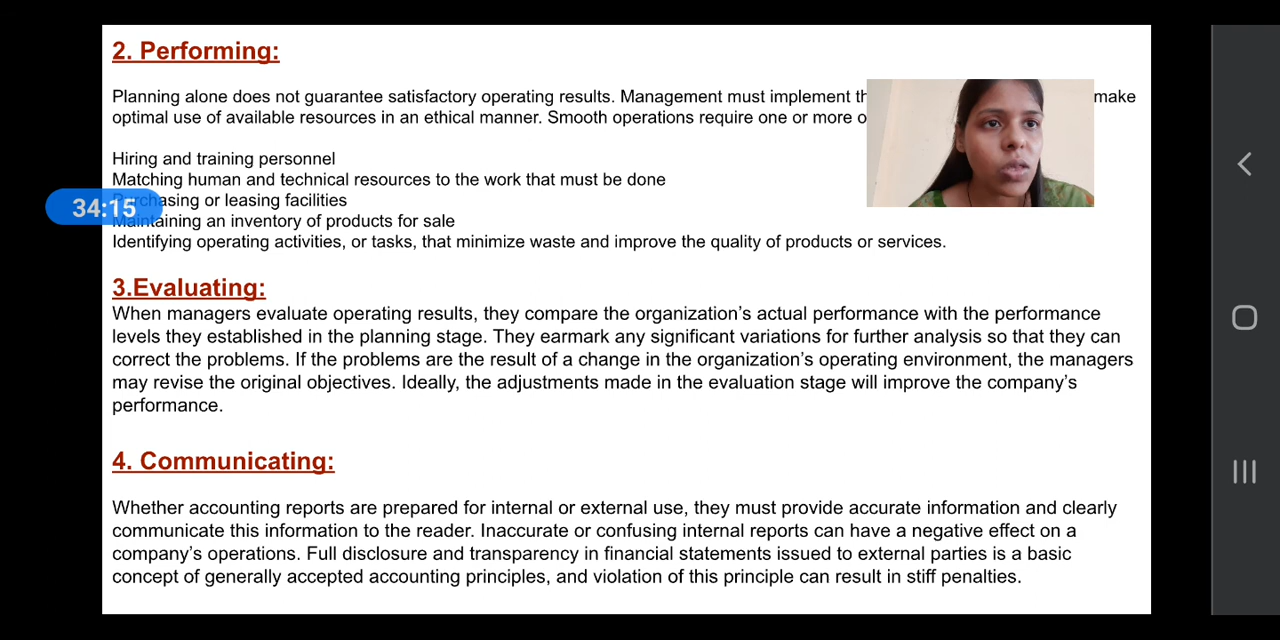 2. Performing:
Planning alone does not guarantee satisfactory operating results. Management must implement make
optimal use of available resources in an ethical manner. Smooth operations require one or more
Hiring and training personnel
Matching human and technical resources to the work that must be done
Purchasing or leasing facilities
34:15
Maintaining an inventory of products for sale
Identifying operating activities, or tasks, that minimize waste and improve the quality of products or services.
3.Evaluating:
When managers evaluate operating results, they compare the organization's actual performance with the performance
levels they established in the planning stage. They earmark any significant variations for further analysis so that they can
correct the problems. If the problems are the result of a change in the organization's operating environment, the managers
may revise the original objectives. Ideally, the adjustments made in the evaluation stage will improve the company's
performance.
4. Communicating:
Whether accounting reports are prepared for internal or external use, they must provide accurate information and clearly
communicate this information to the reader. Inaccurate or confusing internal reports can have a negative effect on a
company's operations. Full disclosure and transparency in financial statements issued to external parties is a basic
concept of generally accepted accounting principles, and violation of this principle can result in stiff penalties.